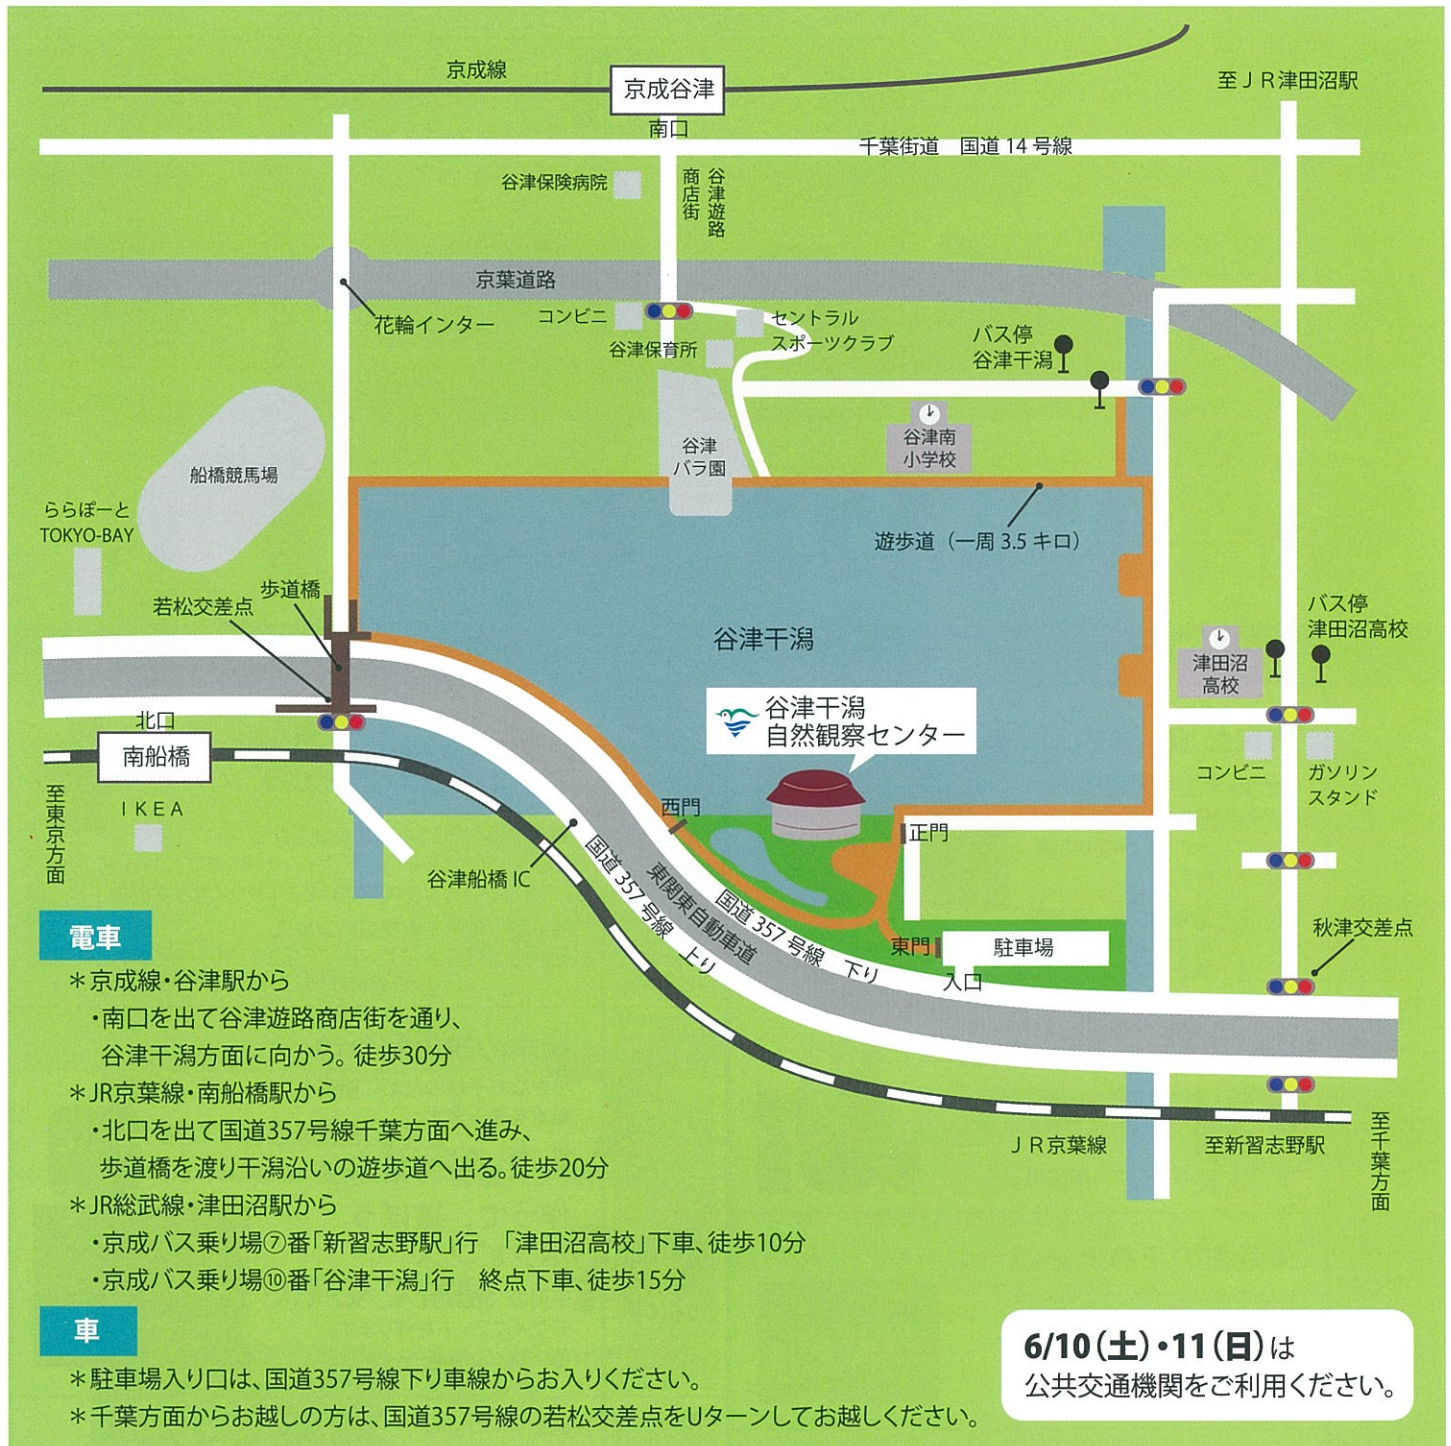 京成線
京成谷津
南口
至ＪＲ津田沼駅
千葉街道　国道 14 号線
谷津保険病院
谷津遊路
商店街
京葉道路
花輪インター
コンビニ
谷津保育所
セントラル
スポーツクラブ
バス停
谷津干潟
谷津南
小学校
谷津
バラ園
船橋競馬場
ららぽーと
TOKYO-BAY
遊歩道（一周 3.5 キロ）
歩道橋
若松交差点
谷津干潟
バス停
津田沼高校
津田沼
高校
谷津干潟
自然観察センター
北口
南船橋
コンビニ
ガソリン
スタンド
至東京方面
ＩＫＥＡ
西門
正門
谷津船橋 IC
国道 357 号線　上り
東関東自動車道
国道 357 号線　下り
東門
駐車場
入口
秋津交差点
ＪＲ京葉線
至新習志野駅
至千葉方面
電車
＊京成線・谷津駅から
・南口を出て谷津遊路商店街を通り、
谷津干潟方面に向かう。徒歩30分
＊JR京葉線・南船橋駅から
・北口を出て国道357号線千葉方面へ進み、
歩道橋を渡り干潟沿いの遊歩道へ出る。徒歩20分
＊JR総武線・津田沼駅から
・京成バス乗り場⑦番「新習志野駅」行　「津田沼高校」下車、徒歩10分
・京成バス乗り場⑩番「谷津干潟」行　終点下車、徒歩15分
車
＊駐車場入り口は、国道357号線下り車線からお入りください。
＊千葉方面からお越しの方は、国道357号線の若松交差点をUターンしてお越しください。
6/10（土）・11（日）は
公共交通機関をご利用ください。